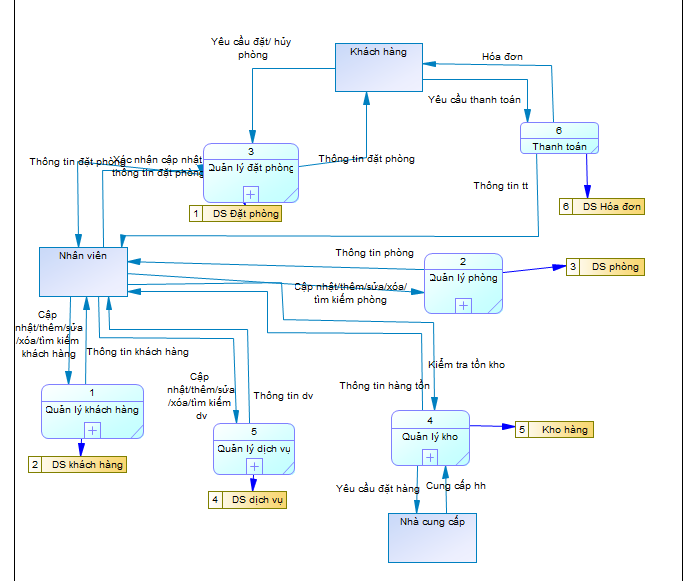 Yêu cầu đặt/ hủy
phòng
Khách hàng
Hóa đơn
Yêu cầu thanh toán
6
Thanh toán
3
Quản lý đặt phòng
Thông tin đặt phòng
Xác nhận cập nhật
thông tin đặt phòng
Thông tin đặt phòng
Thông tin tt
1 DS Đặt phòng
6 DS Hóa đơn
Nhân viên
Thông tin phòng
2
Quản lý phòng
3 DS phòng
Cập nhật/thêm/sửa/xóa/
tìm kiếm phòng
Cập
nhật/thêm/sửa
/xóa/tìm kiếm
khách hàng
Thông tin khách hàng
Kiểm tra tồn kho
Cập
nhật/thêm/sửa
/xóa/tìm kiếm
dv
Thông tin dv
Thông tin hàng tồn
1
Quản lý khách hàng
5
Quản lý dịch vụ
4
Quản lý kho
5 Kho hàng
2 DS khách hàng
4 DS dịch vụ
Yêu cầu đặt hàng
Cung cấp hh
Nhà cung cấp